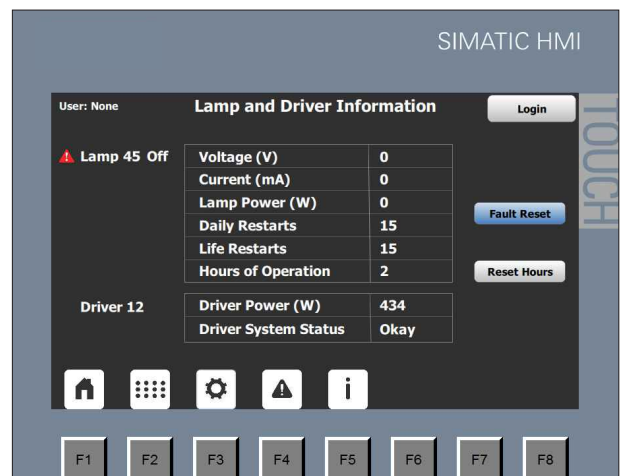 SIMATIC HMI
TOUCH
User: None
Lamp and Driver Information
Login
Lamp 45 Off
Voltage (V) 0
Current (mA) 0
Lamp Power (W) 0
Daily Restarts 15
Life Restarts 15
Hours of Operation 2
Fault Reset
Reset Hours
Driver 12
Driver Power (W) 434
Driver System Status Okay
i
F1 F2 F3 F4 F5 F6 F7 F8